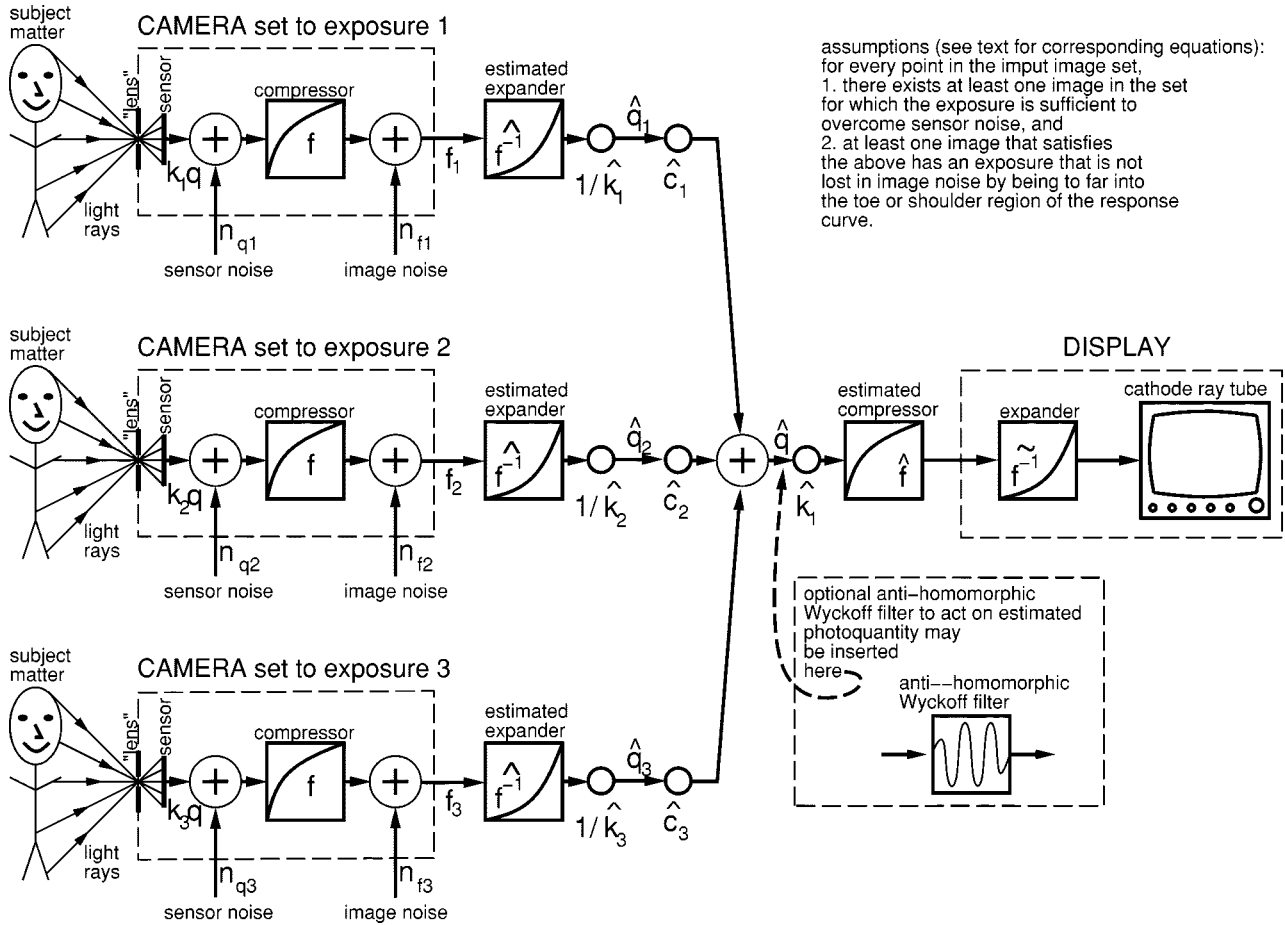 subject
matter
CAMERA set to exposure 1
"lens"
sensor
compressor
f
estimated
expander
f̂⁻¹
k₁q
f₁
1/k̂₁
q̂₁
ĉ₁
light
rays
n_q1
sensor noise
n_f1
image noise
assumptions (see text for corresponding equations):
for every point in the imput image set,
1. there exists at least one image in the set
for which the exposure is sufficient to
overcome sensor noise, and
2. at least one image that satisfies
the above has an exposure that is not
lost in image noise by being to far into
the toe or shoulder region of the response
curve.
subject
matter
CAMERA set to exposure 2
"lens"
sensor
compressor
f
estimated
expander
f̂⁻¹
k₂q
f₂
1/k̂₂
q̂₂
ĉ₂
light
rays
n_q2
sensor noise
n_f2
image noise
q̂
k̂₁
estimated
compressor
f̂
DISPLAY
expander
f̃⁻¹
cathode ray tube
optional anti-homomorphic
Wyckoff filter to act on estimated
photoquantity may
be inserted
here
anti--homomorphic
Wyckoff filter
subject
matter
CAMERA set to exposure 3
"lens"
sensor
compressor
f
estimated
expander
f̂⁻¹
k₃q
f₃
1/k̂₃
q̂₃
ĉ₃
light
rays
n_q3
sensor noise
n_f3
image noise